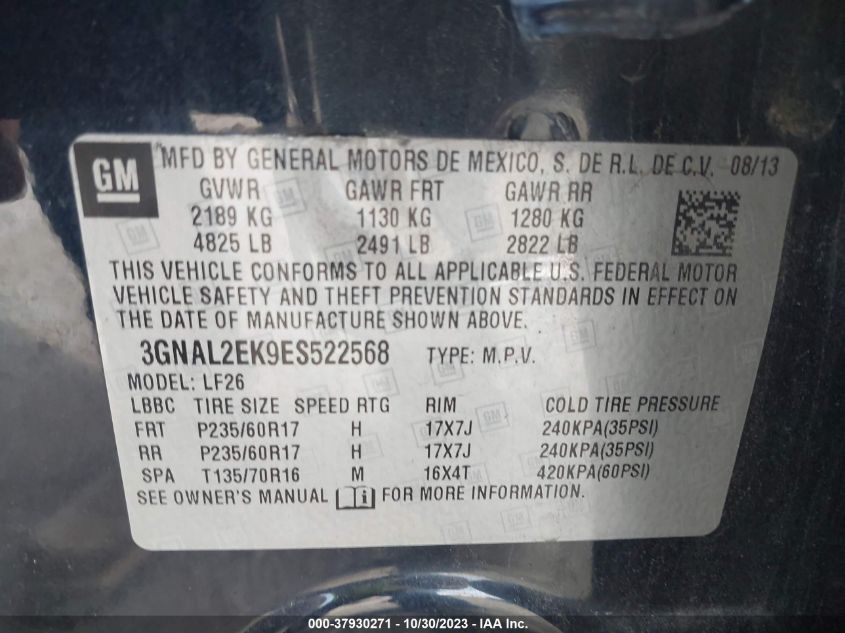 GM
MFD BY GENERAL MOTORS DE MEXICO, S. DE R.L. DE C.V. 08/13
GVWR GAWR FRT GAWR RR
2189 KG 1130 KG 1280 KG
4825 LB 2491 LB 2822 LB
THIS VEHICLE CONFORMS TO ALL APPLICABLE U.S. FEDERAL MOTOR
VEHICLE SAFETY AND THEFT PREVENTION STANDARDS IN EFFECT ON
THE DATE OF MANUFACTURE SHOWN ABOVE.
3GNAL2EK9ES522568 TYPE: M.P.V.
MODEL: LF26
LBBC TIRE SIZE SPEED RTG RIM COLD TIRE PRESSURE
FRT P235/60R17 H 17X7J 240KPA(35PSI)
RR P235/60R17 H 17X7J 240KPA(35PSI)
SPA T135/70R16 M 16X4T 420KPA(60PSI)
SEE OWNER'S MANUAL i FOR MORE INFORMATION.
000-37930271 - 10/30/2023 - IAA Inc.